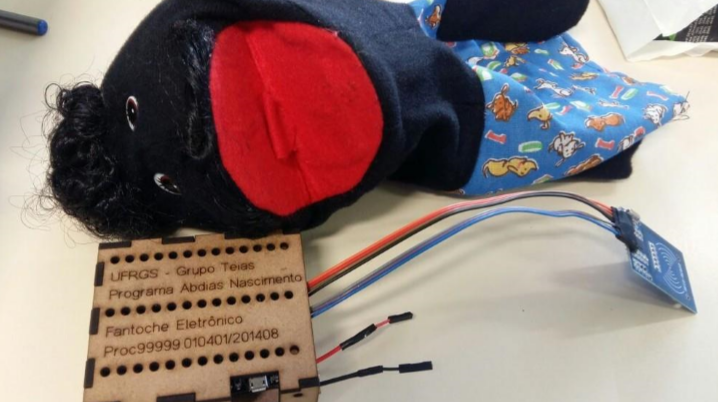 UFRGS - Grupo Teias
Programa Abdias Nascimento
Fantoche Eletrônico
Proc99999.010401/201408